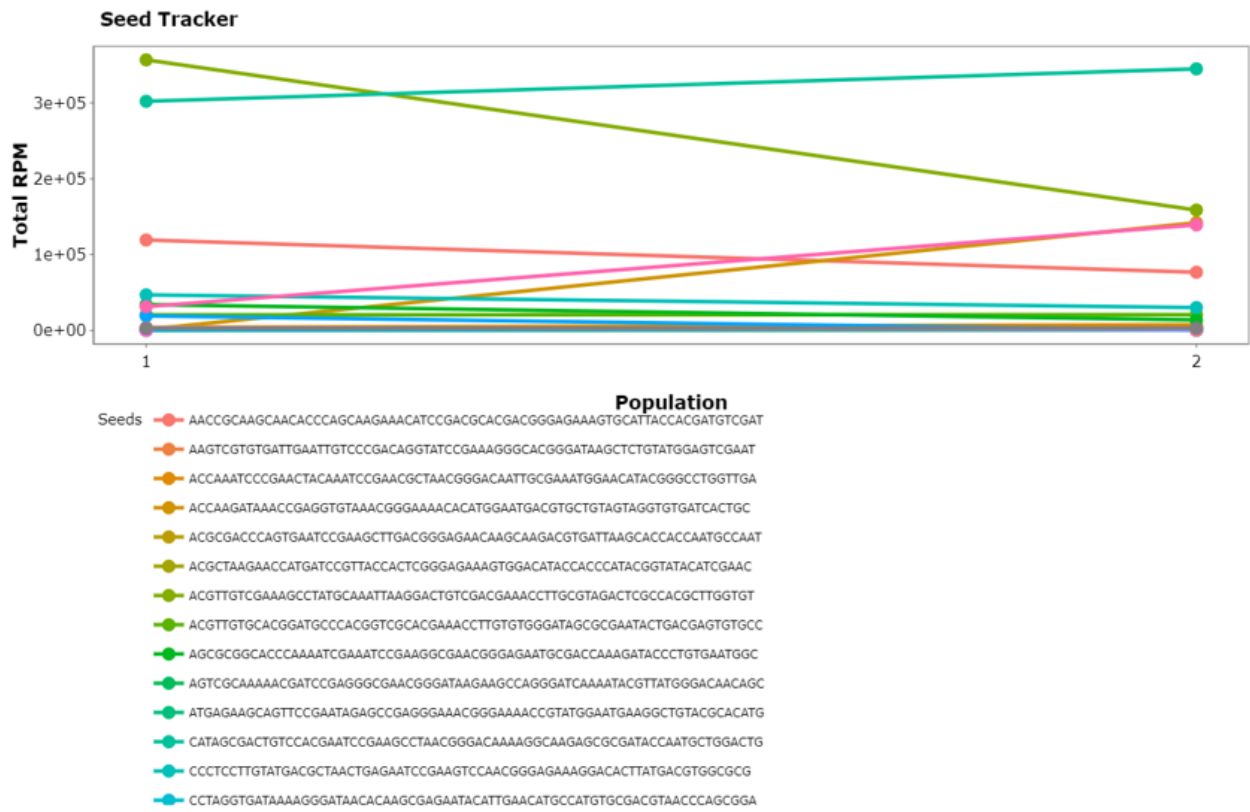 Seed Tracker
Total RPM
3e+05
2e+05
1e+05
0e+00
1 2
Population
Seeds
AACCGCAAGCAACACCCAGCAAGAAACATCCGACGCACGACGGGAGAAAGTGCATTACCACGATGTCGAT
AAGTCGTGTGATTGAATTGTCCCGACAGGTATCCGAAAGGGCACGGGATAAGCTCTGTATGGAGTCGAAT
ACCAAATCCCGAACTACAAATCCGAACGCTAACGGGACAATTGCGAAATGGAACATACGGGCCTGGTTGA
ACCAAGATAAACCGAGGTGTAAACGGGAAAACACATGGAATGACGTGCTGTAGTAGGTGTGATCACTGC
ACGCGACCCAGTGAATCCGAAGCTTGACGGGAGAACAAGCAAGACGTGATTAAGCACCACCAATGCCAAT
ACGCTAAGAACCATGATCCGTTACCACTCGGGAGAAAGTGGACATACCACCCATACGGTATACATCGAAC
ACGTTGTCGAAAGCCTATGCAAATTAAGGACTGTCGACGAAACCTTGCGTAGACTCGCCACGCTTGGTGT
ACGTTGTGCACGGATGCCCACGGTCGCACGAAACCTTGTGTGGGATAGCGCGAATACTGACGAGTGTGCC
AGCGCGGCACCCAAAATCGAAATCCGAAGGCGAACGGGAGAATGCGACCAAAGATACCCTGTGAATGGC
AGTCGCAAAAACGATCCGAGGGCGAACGGGATAAGAAGCCAGGGATCAAAATACGTTATGGGACAACAGC
ATGAGAAGCAGTTCCGAATAGAGCCGAGGGAAACGGGAAAACCGTATGGAATGAAGGCTGTACGCACATG
CATAGCGACTGTCCACGAATCCGAAGCCTAACGGGACAAAAGGCAAGAGCGCGATACCAATGCTGGACTG
CCCTCCTTGTATGACGCTAACTGAGAATCCGAAGTCCAACGGGAGAAAGGACACTTATGACGTGGCGCG
CCTAGGTGATAAAAGGGATAACACAAGCGAGAATACATTGAACATGCCATGTGCGACGTAACCCAGCGGA